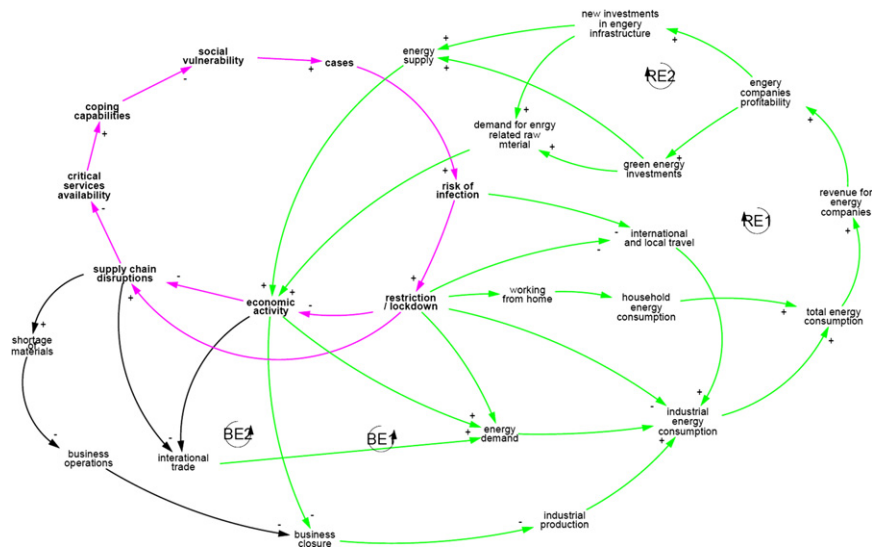 new investments
in engery
infrastructure
social
vulnerability
cases
energy
supply
RE2
engery
companies
profitability
coping
capabilities
demand for enrgy
related raw
mterial
critical
services
availability
risk of
infection
green energy
investments
revenue for
energy
companies
RE1
international
and local travel
supply chain
disruptions
economic
activity
restriction
/ lockdown
working
from home
household
energy
consumption
total energy
consumption
shortage
of
materials
industrial
energy
consumption
BE2
BE1
energy
demand
business
operations
interational
trade
industrial
production
business
closure
+
-
+
-
+
+
+
+
+
+
+
+
+
+
+
+
-
-
-
-
+
+
+
+
+
+
+
-
-
-
+
+
-
+
+
-
-
-
-